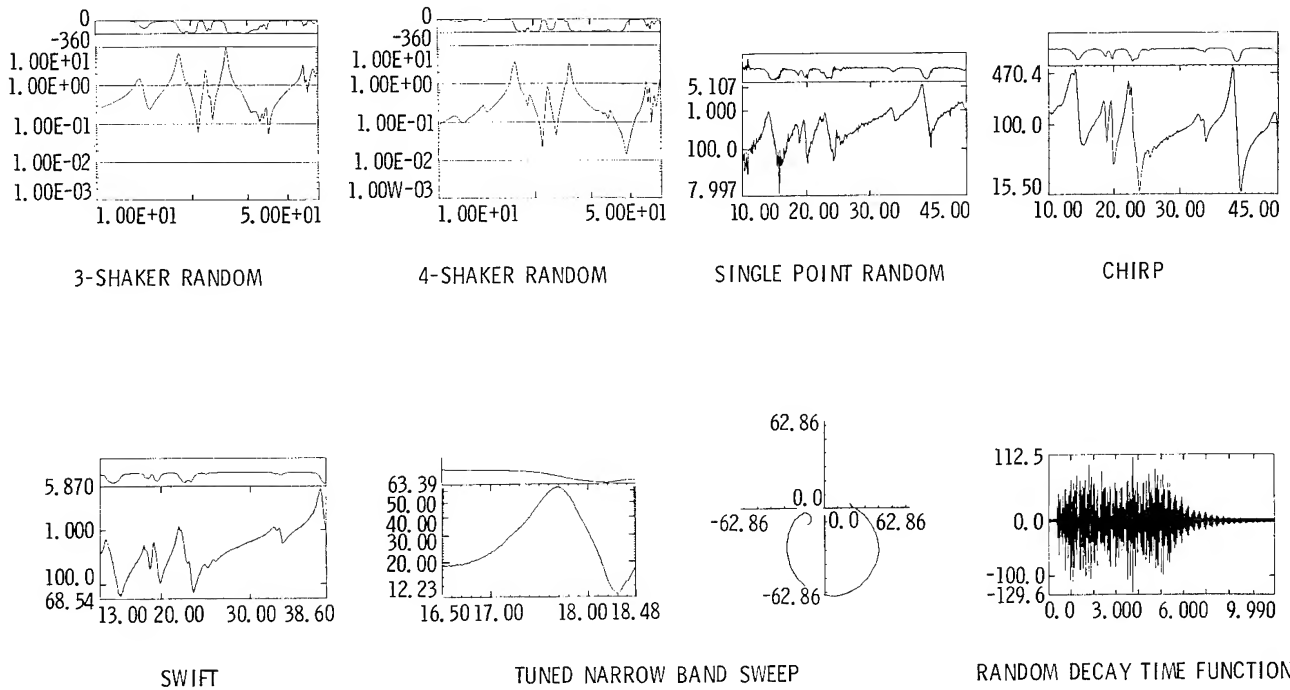 0
-360
1.00E+01
1.00E+00
1.00E-01
1.00E-02
1.00E-03
1.00E+01 5.00E+01
3-SHAKER RANDOM
0
-360
1.00E+01
1.00E+00
1.00E-01
1.00E-02
1.00W-03
1.00E+01 5.00E+01
4-SHAKER RANDOM
5.107
1.000
100.0
7.997
10.00 20.00 30.00 45.00
SINGLE POINT RANDOM
470.4
100.0
15.50
10.00 20.00 30.00 45.00
CHIRP
5.870
1.000
100.0
68.54
13.00 20.00 30.00 38.60
SWIFT
63.39
50.00
40.00
30.00
20.00
12.23
16.50 17.00 18.00 18.48
62.86
0.0
-62.86 0.0 62.86
-62.86
TUNED NARROW BAND SWEEP
112.5
0.0
-100.0
-129.6
0.0 3.000 6.000 9.990
RANDOM DECAY TIME FUNCTION